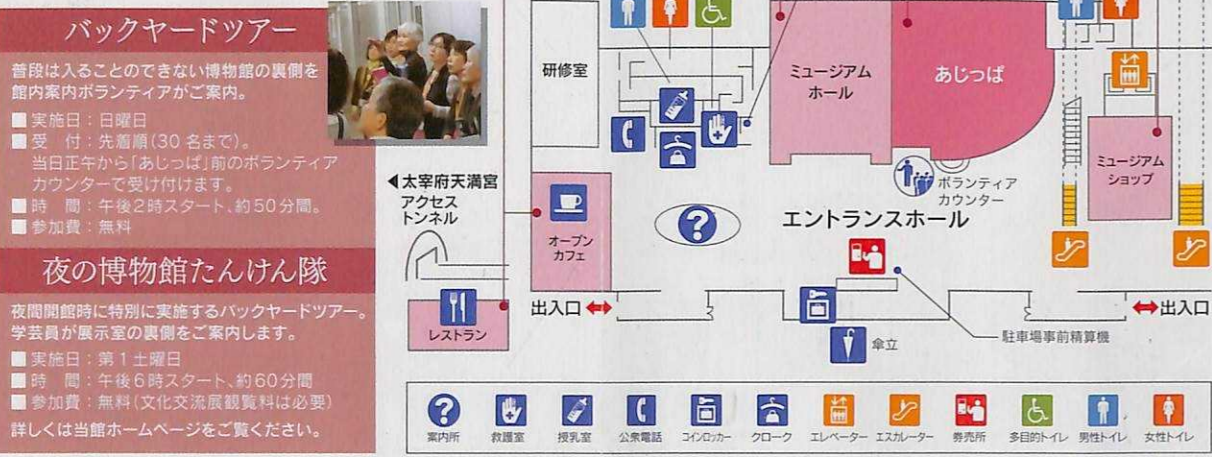 バックヤードツアー
普段は入ることのできない博物館の裏側を
館内案内ボランティアがご案内。
■実施日：日曜日
■受　付：先着順(30名まで)。
当日正午から「あじっぱ」前のボランティア
カウンターで受け付けます。
■時　間：午後2時スタート、約50分間。
■参加費：無料
夜の博物館たんけん隊
夜間開館時に特別に実施するバックヤードツアー。
学芸員が展示室の裏側をご案内します。
■実施日：第1土曜日
■時　間：午後6時スタート、約60分間
■参加費：無料(文化交流展観覧料は必要)
詳しくは当館ホームページをご覧ください。
研修室
ミュージアム
ホール
あじっぱ
ミュージアム
ショップ
ボランティア
カウンター
◀太宰府天満宮
アクセス
トンネル
オープン
カフェ
?
エントランスホール
レストラン
出入口
出入口
傘立
駐車場事前精算機
?
案内所
救護室
授乳室
公衆電話
コインロッカー
クローク
エレベーター
エスカレーター
券売所
多目的トイレ
男性トイレ
女性トイレ